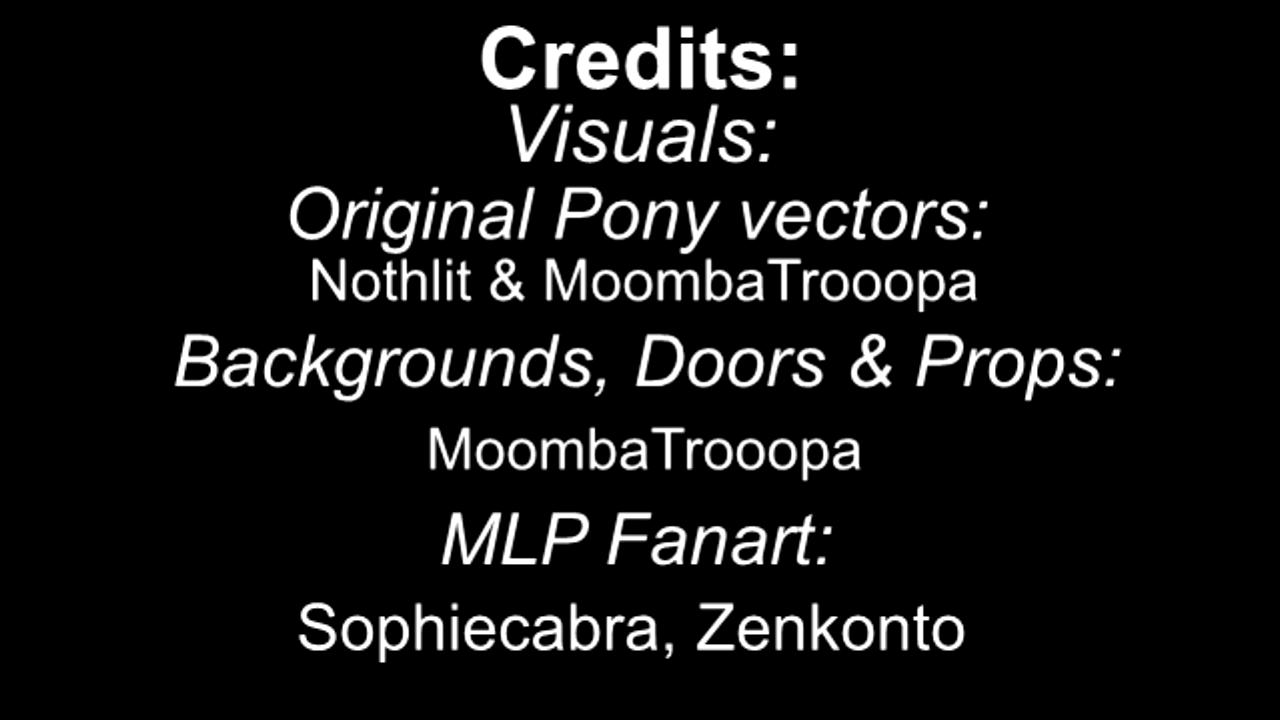 Credits:
Visuals:
Original Pony vectors:
Nothlit & MoombaTrooopa
Backgrounds, Doors & Props:
MoombaTrooopa
MLP Fanart:
Sophiecabra, Zenkonto